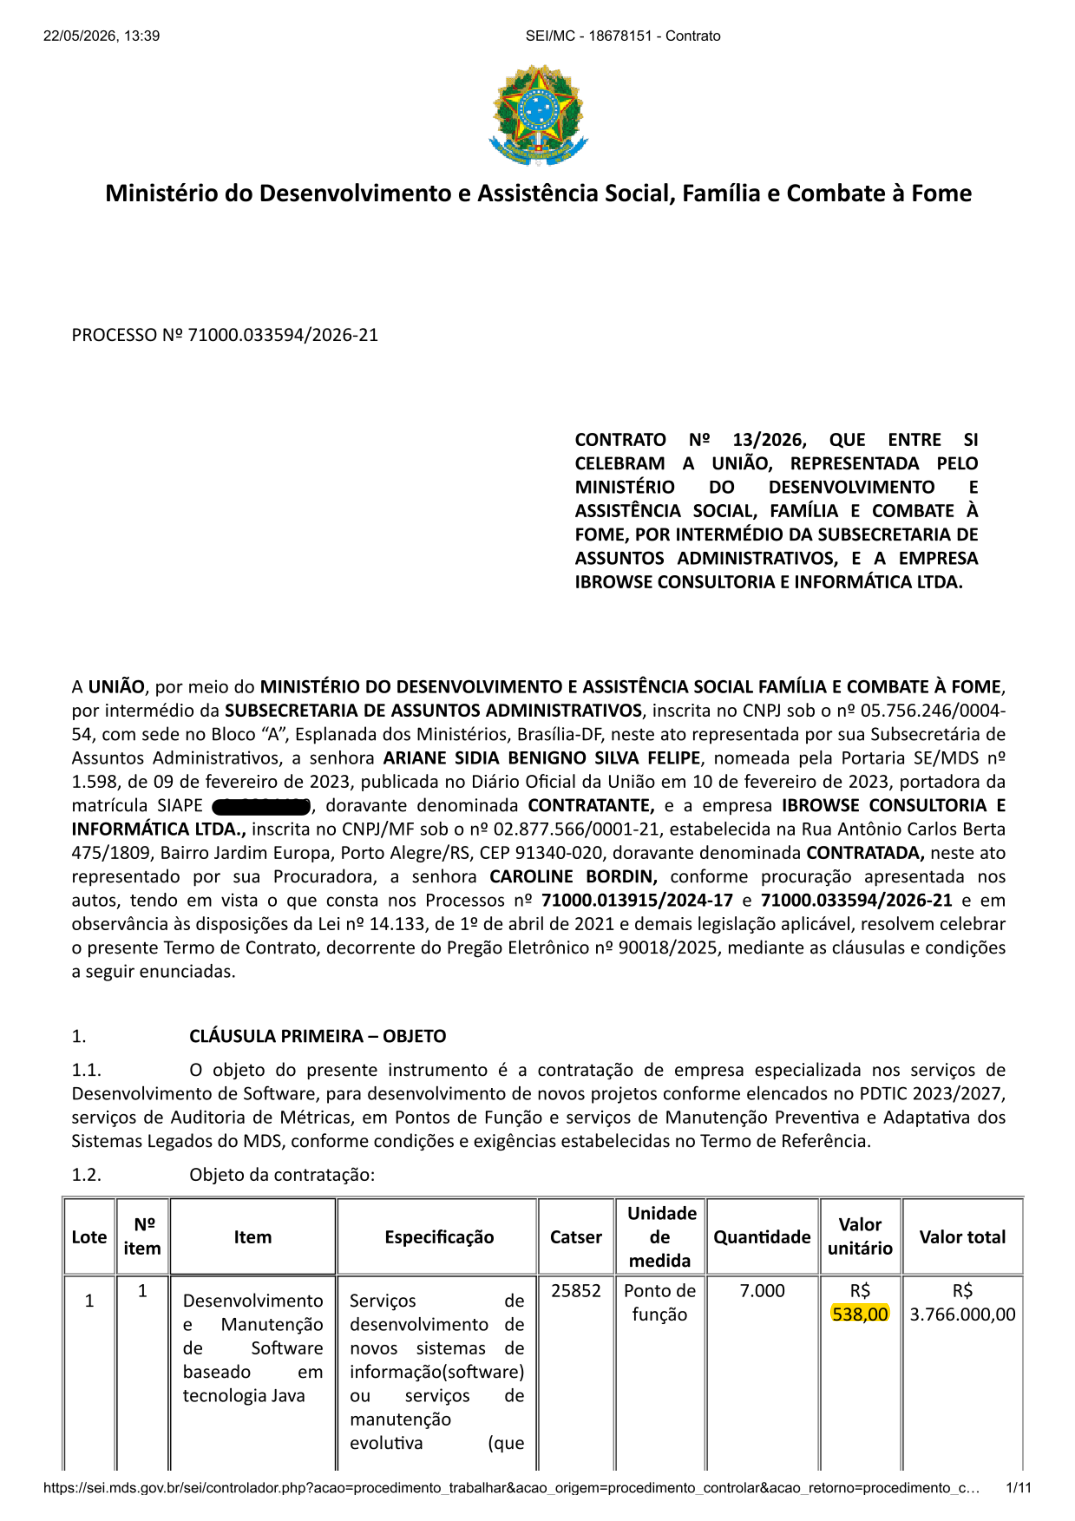 22/05/2026, 13:39
SEI/MC - 18678151 - Contrato
Ministério do Desenvolvimento e Assistência Social, Família e Combate à Fome
PROCESSO Nº 71000.033594/2026-21
CONTRATO Nº 13/2026, QUE ENTRE SI
CELEBRAM A UNIÃO, REPRESENTADA PELO
MINISTÉRIO DO DESENVOLVIMENTO E
ASSISTÊNCIA SOCIAL, FAMÍLIA E COMBATE À
FOME, POR INTERMÉDIO DA SUBSECRETARIA DE
ASSUNTOS ADMINISTRATIVOS, E A EMPRESA
IBROWSE CONSULTORIA E INFORMÁTICA LTDA.
A UNIÃO, por meio do MINISTÉRIO DO DESENVOLVIMENTO E ASSISTÊNCIA SOCIAL FAMÍLIA E COMBATE À FOME,
por intermédio da SUBSECRETARIA DE ASSUNTOS ADMINISTRATIVOS, inscrita no CNPJ sob o nº 05.756.246/0004-
54, com sede no Bloco “A”, Esplanada dos Ministérios, Brasília-DF, neste ato representada por sua Subsecretária de
Assuntos Administrativos, a senhora ARIANE SIDIA BENIGNO SILVA FELIPE, nomeada pela Portaria SE/MDS nº
1.598, de 09 de fevereiro de 2023, publicada no Diário Oficial da União em 10 de fevereiro de 2023, portadora da
matrícula SIAPE , doravante denominada CONTRATANTE, e a empresa IBROWSE CONSULTORIA E
INFORMÁTICA LTDA., inscrita no CNPJ/MF sob o nº 02.877.566/0001-21, estabelecida na Rua Antônio Carlos Berta
475/1809, Bairro Jardim Europa, Porto Alegre/RS, CEP 91340-020, doravante denominada CONTRATADA, neste ato
representado por sua Procuradora, a senhora CAROLINE BORDIN, conforme procuração apresentada nos
autos, tendo em vista o que consta nos Processos nº 71000.013915/2024-17 e 71000.033594/2026-21 e em
observância às disposições da Lei nº 14.133, de 1º de abril de 2021 e demais legislação aplicável, resolvem celebrar
o presente Termo de Contrato, decorrente do Pregão Eletrônico nº 90018/2025, mediante as cláusulas e condições
a seguir enunciadas.
1. CLÁUSULA PRIMEIRA – OBJETO
1.1. O objeto do presente instrumento é a contratação de empresa especializada nos serviços de
Desenvolvimento de Software, para desenvolvimento de novos projetos conforme elencados no PDTIC 2023/2027,
serviços de Auditoria de Métricas, em Pontos de Função e serviços de Manutenção Preventiva e Adaptativa dos
Sistemas Legados do MDS, conforme condições e exigências estabelecidas no Termo de Referência.
1.2. Objeto da contratação:
Lote
Nº
item
Item
Especificação
Catser
Unidade
de
medida
Quantidade
Valor
unitário
Valor total
1
1
Desenvolvimento
e Manutenção
de Software
baseado em
tecnologia Java
Serviços de
desenvolvimento de
novos sistemas de
informação(software)
ou serviços de
manutenção
evolutiva (que
25852
Ponto de
função
7.000
R$
538,00
R$
3.766.000,00
https://sei.mds.gov.br/sei/controlador.php?acao=procedimento_trabalhar&acao_origem=procedimento_controlar&acao_retorno=procedimento_c…
1/11